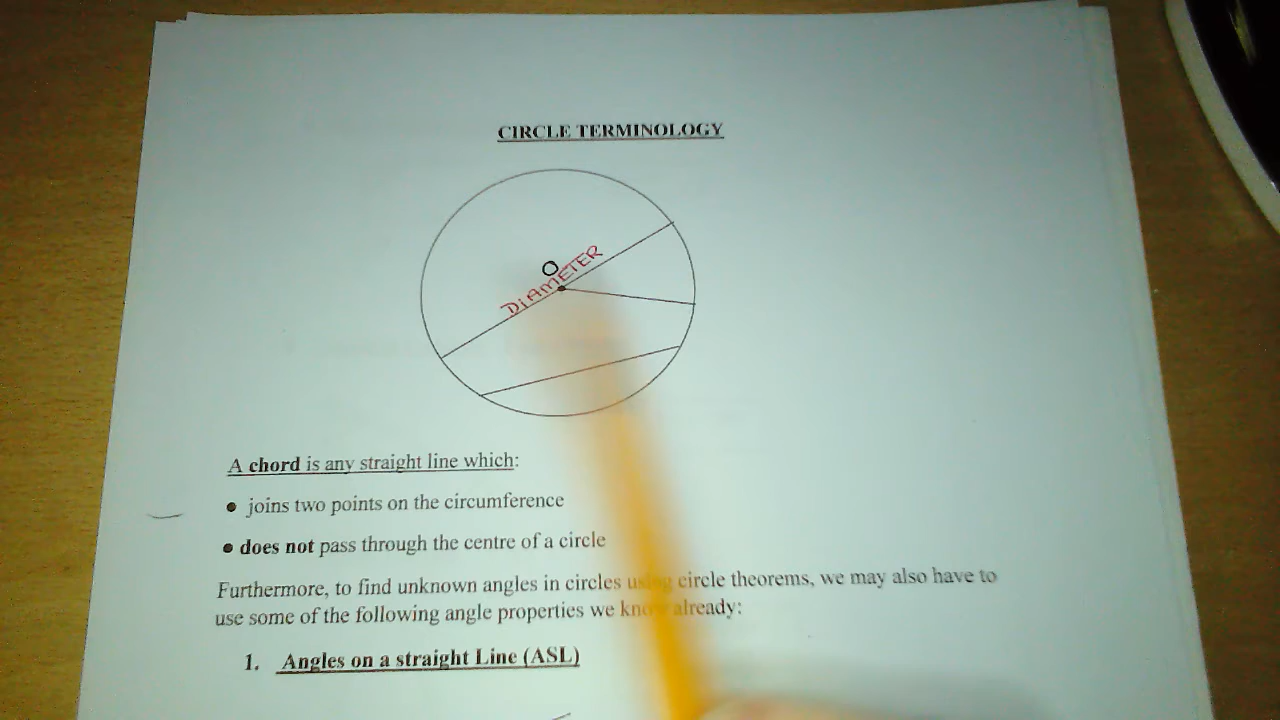 CIRCLE TERMINOLOGY
O
DIAMETER
A chord is any straight line which:
• joins two points on the circumference
• does not pass through the centre of a circle
Furthermore, to find unknown angles in circles using circle theorems, we may also have to
use some of the following angle properties we know already:
1. Angles on a straight Line (ASL)